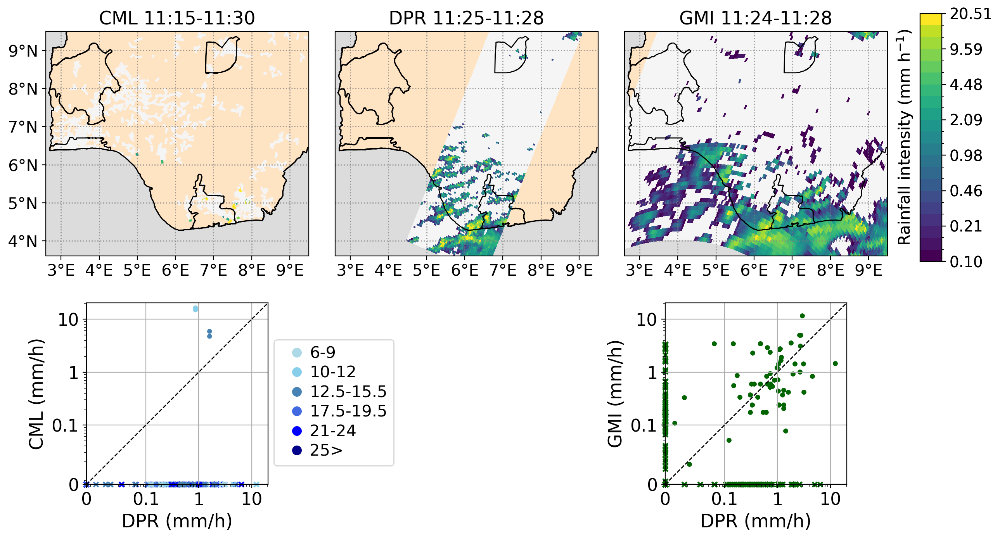 CML 11:15-11:30
DPR 11:25-11:28
GMI 11:24-11:28
9°N
8°N
7°N
6°N
5°N
4°N
3°E 4°E 5°E 6°E 7°E 8°E 9°E
3°E 4°E 5°E 6°E 7°E 8°E 9°E
3°E 4°E 5°E 6°E 7°E 8°E 9°E
Rainfall intensity (mm h⁻¹)
20.51
9.59
4.48
2.09
0.98
0.46
0.21
0.10
CML (mm/h)
10
1
0.1
0
0 0.1 1 10
DPR (mm/h)
6-9
10-12
12.5-15.5
17.5-19.5
21-24
25>
GMI (mm/h)
10
1
0.1
0
0 0.1 1 10
DPR (mm/h)